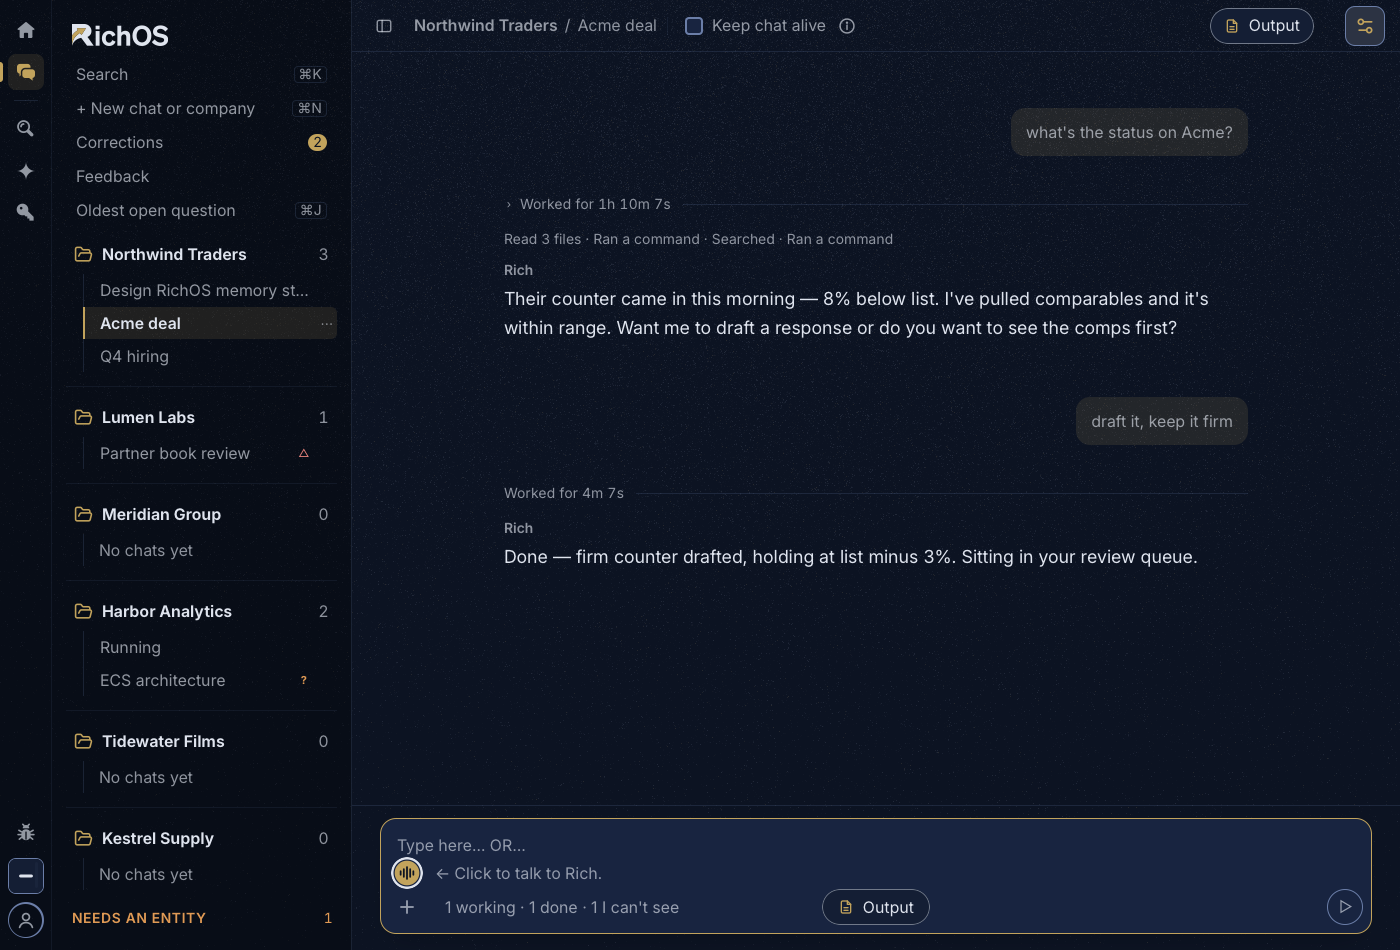 RichOS
Search ⌘K
+ New chat or company ⌘N
Corrections 2
Feedback
Oldest open question ⌘J
Northwind Traders 3
Design RichOS memory st...
Acme deal ...
Q4 hiring
Lumen Labs 1
Partner book review
Meridian Group 0
No chats yet
Harbor Analytics 2
Running
ECS architecture ?
Tidewater Films 0
No chats yet
Kestrel Supply 0
No chats yet
NEEDS AN ENTITY 1
Northwind Traders / Acme deal
Keep chat alive
Output
what's the status on Acme?
› Worked for 1h 10m 7s
Read 3 files · Ran a command · Searched · Ran a command
Rich
Their counter came in this morning — 8% below list. I've pulled comparables and it's
within range. Want me to draft a response or do you want to see the comps first?
draft it, keep it firm
Worked for 4m 7s
Rich
Done — firm counter drafted, holding at list minus 3%. Sitting in your review queue.
Type here... OR...
← Click to talk to Rich.
+ 1 working · 1 done · 1 I can't see
Output